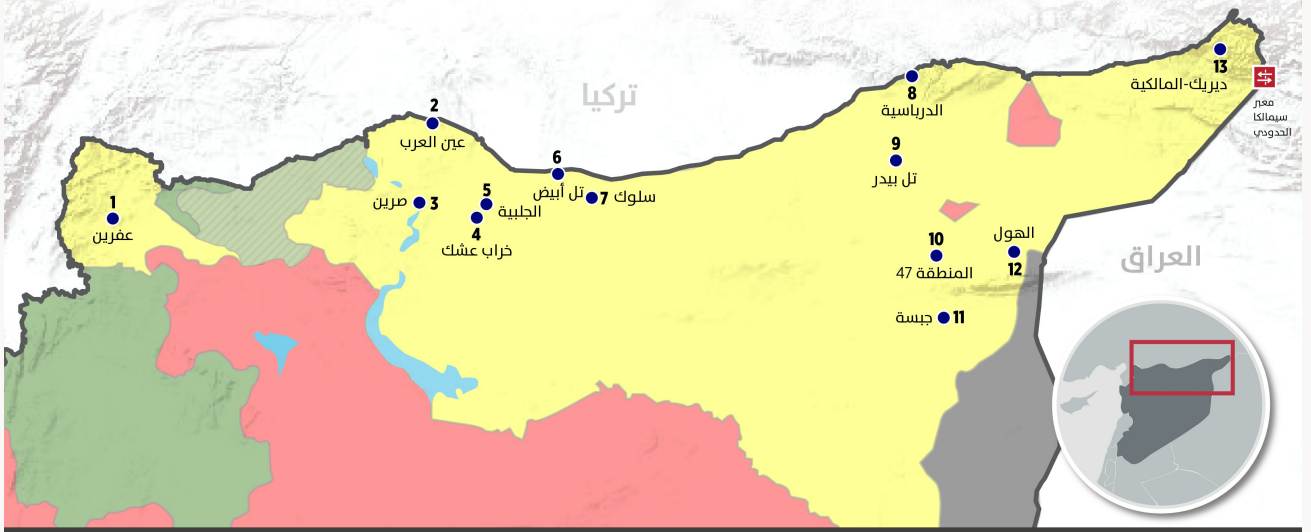 تركيا
العراق
1
عفرين
2
عين العرب
صرين 3
5
الجلبية
4
خراب عشك
6
تل أبيض
7 سلوك
8
الدرباسية
9
تل بيدر
10
المنطقة 47
جبسة 11
الهول
12
13
ديريك-المالكية
معبر
سيمالكا
الحدودي